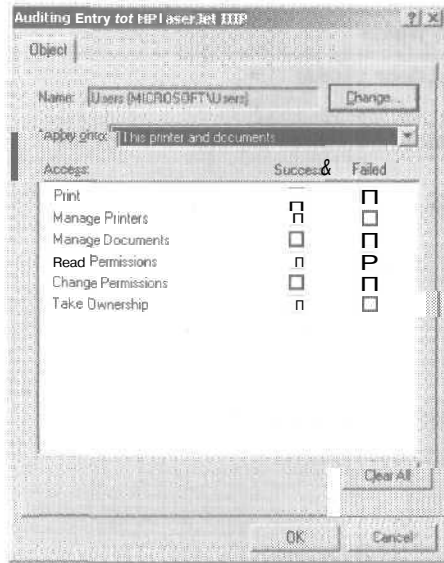 Auditing Entry tot HP LaserJet IIIP
Object
Name: Users (MICROSOFT\Users) Change...
Apply onto: This printer and documents
Access: Success& Failed
Print П
Manage Printers П П
Manage Documents П
Read Permissions П P
Change Permissions П
Take Ownership П
Clear All
OK Cancel